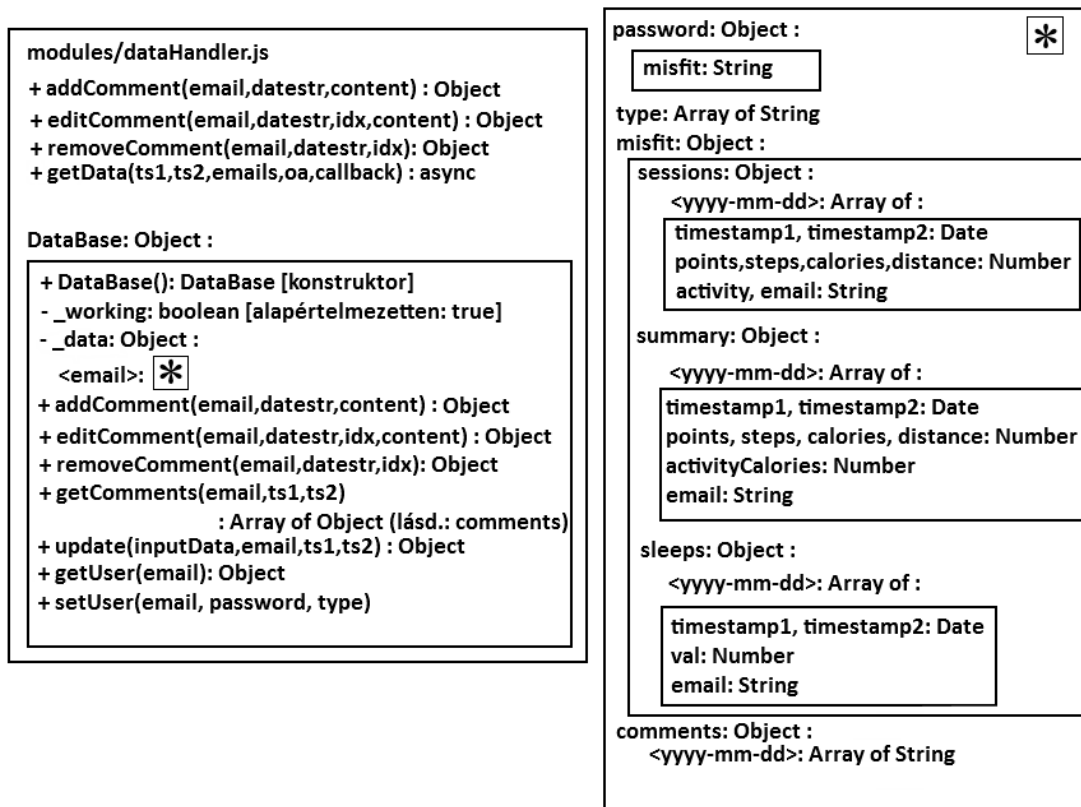 modules/dataHandler.js
+ addComment(email,datestr,content) : Object
+ editComment(email,datestr,idx,content) : Object
+ removeComment(email,datestr,idx): Object
+ getData(ts1,ts2,emails,oa,callback) : async
DataBase: Object :
+ DataBase(): DataBase [konstruktor]
- _working: boolean [alapértelmezetten: true]
- _data: Object :
<email>: *
+ addComment(email,datestr,content) : Object
+ editComment(email,datestr,idx,content) : Object
+ removeComment(email,datestr,idx): Object
+ getComments(email,ts1,ts2)
: Array of Object (lásd.: comments)
+ update(inputData,email,ts1,ts2) : Object
+ getUser(email): Object
+ setUser(email, password, type)
password: Object :
*
misfit: String
type: Array of String
misfit: Object :
sessions: Object :
<yyyy-mm-dd>: Array of :
timestamp1, timestamp2: Date
points,steps,calories,distance: Number
activity, email: String
summary: Object :
<yyyy-mm-dd>: Array of :
timestamp1, timestamp2: Date
points, steps, calories, distance: Number
activityCalories: Number
email: String
sleeps: Object :
<yyyy-mm-dd>: Array of :
timestamp1, timestamp2: Date
val: Number
email: String
comments: Object :
<yyyy-mm-dd>: Array of String